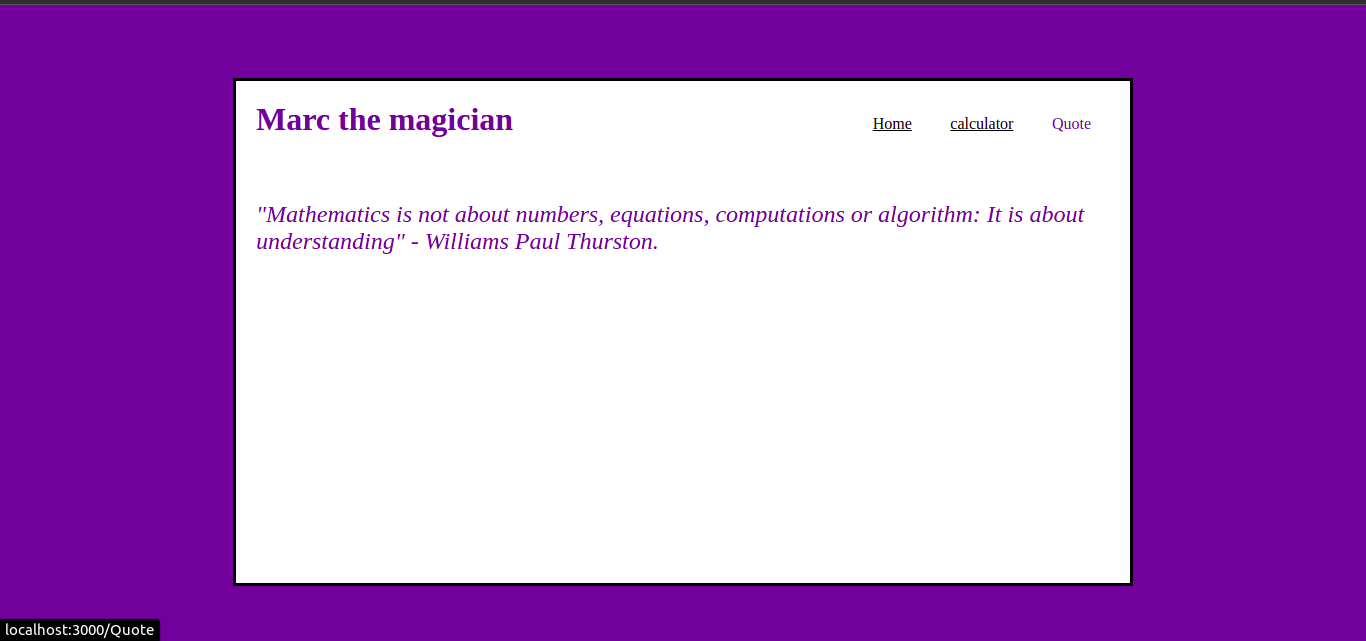 Marc the magician
Home calculator Quote
"Mathematics is not about numbers, equations, computations or algorithm: It is about
understanding" - Williams Paul Thurston.
localhost:3000/Quote